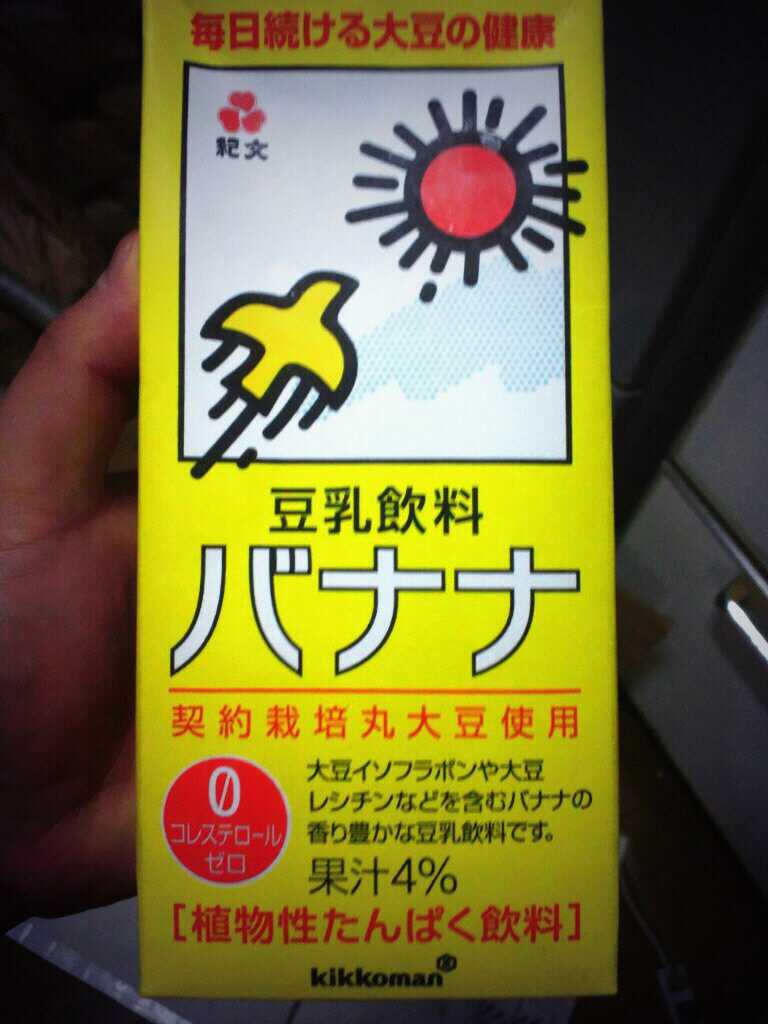 毎日続ける大豆の健康
紀文
豆乳飲料
バナナ
契約栽培丸大豆使用
0
コレステロール
ゼロ
大豆イソフラボンや大豆
レシチンなどを含むバナナの
香り豊かな豆乳飲料です。
果汁4%
[植物性たんぱく飲料]
kikkoman®